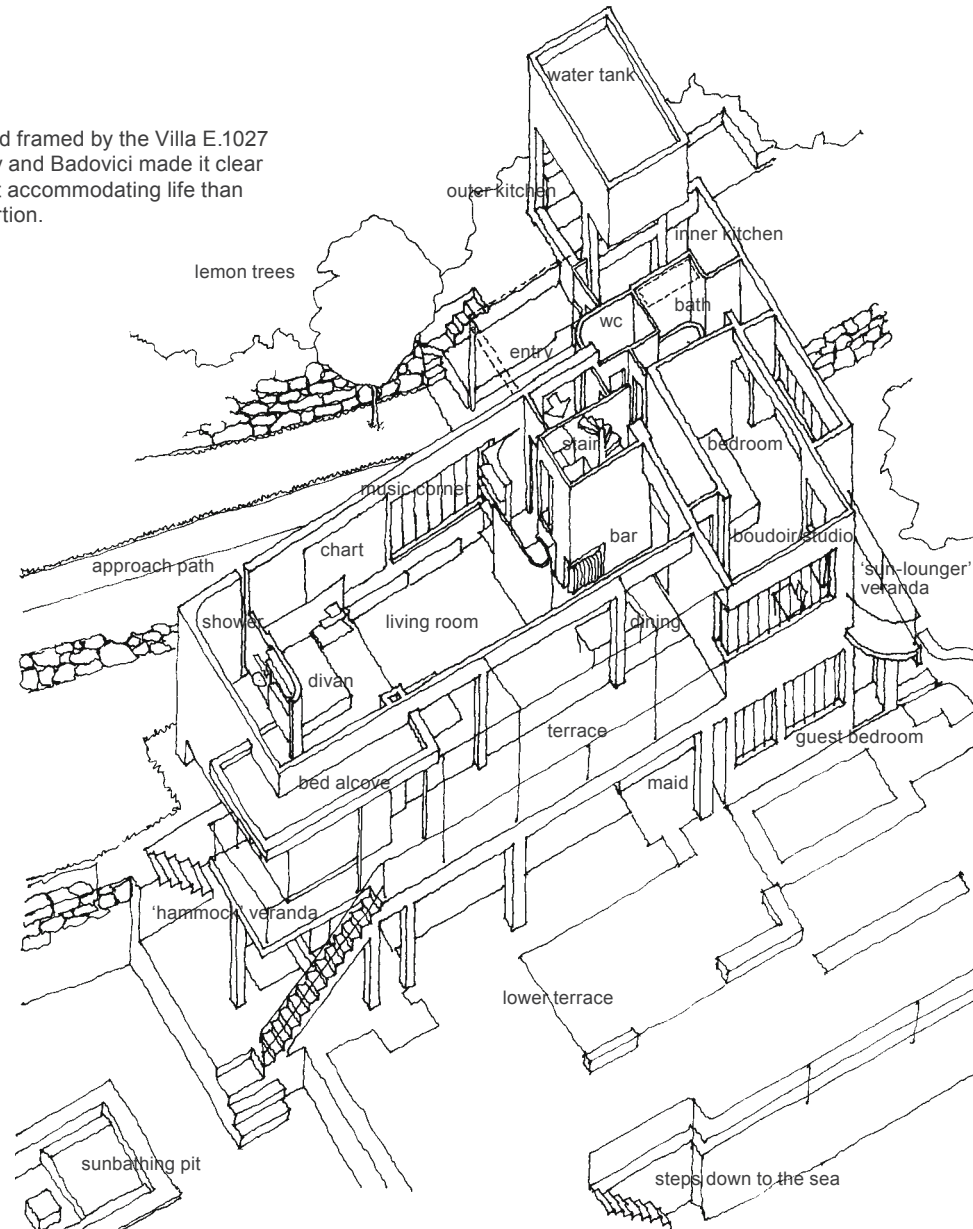 d framed by the Villa E.1027
y and Badovici made it clear
accommodating life than
rtion.
water tank
outer kitchen
inner kitchen
lemon trees
bath
wc
entry
stair
bedroom
music corner
bar
boudoir/studio
chart
approach path
‘sun-lounger’
veranda
shower
living room
dining
divan
terrace
guest bedroom
bed alcove
maid
‘hammock’ veranda
lower terrace
sunbathing pit
steps down to the sea